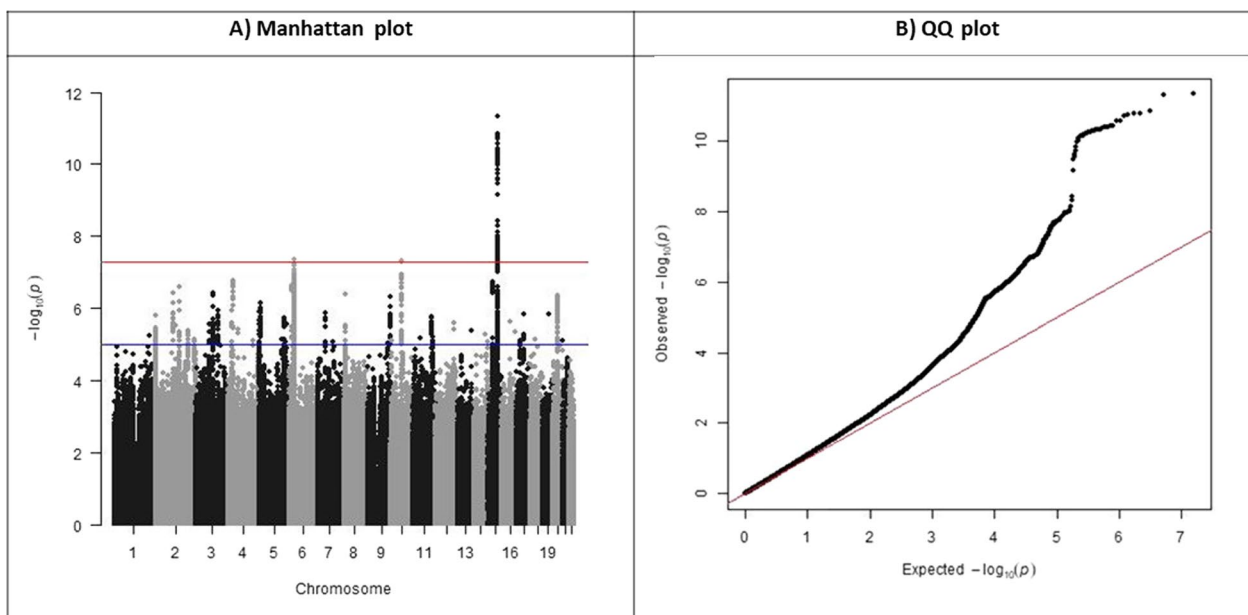 A) Manhattan plot
B) QQ plot
12
10
8
6
4
2
0
−log₁₀(p)
1 2 3 4 5 6 7 8 9 11 13 16 19
Chromosome
10
8
6
4
2
0
Observed −log₁₀(p)
0 1 2 3 4 5 6 7
Expected −log₁₀(p)